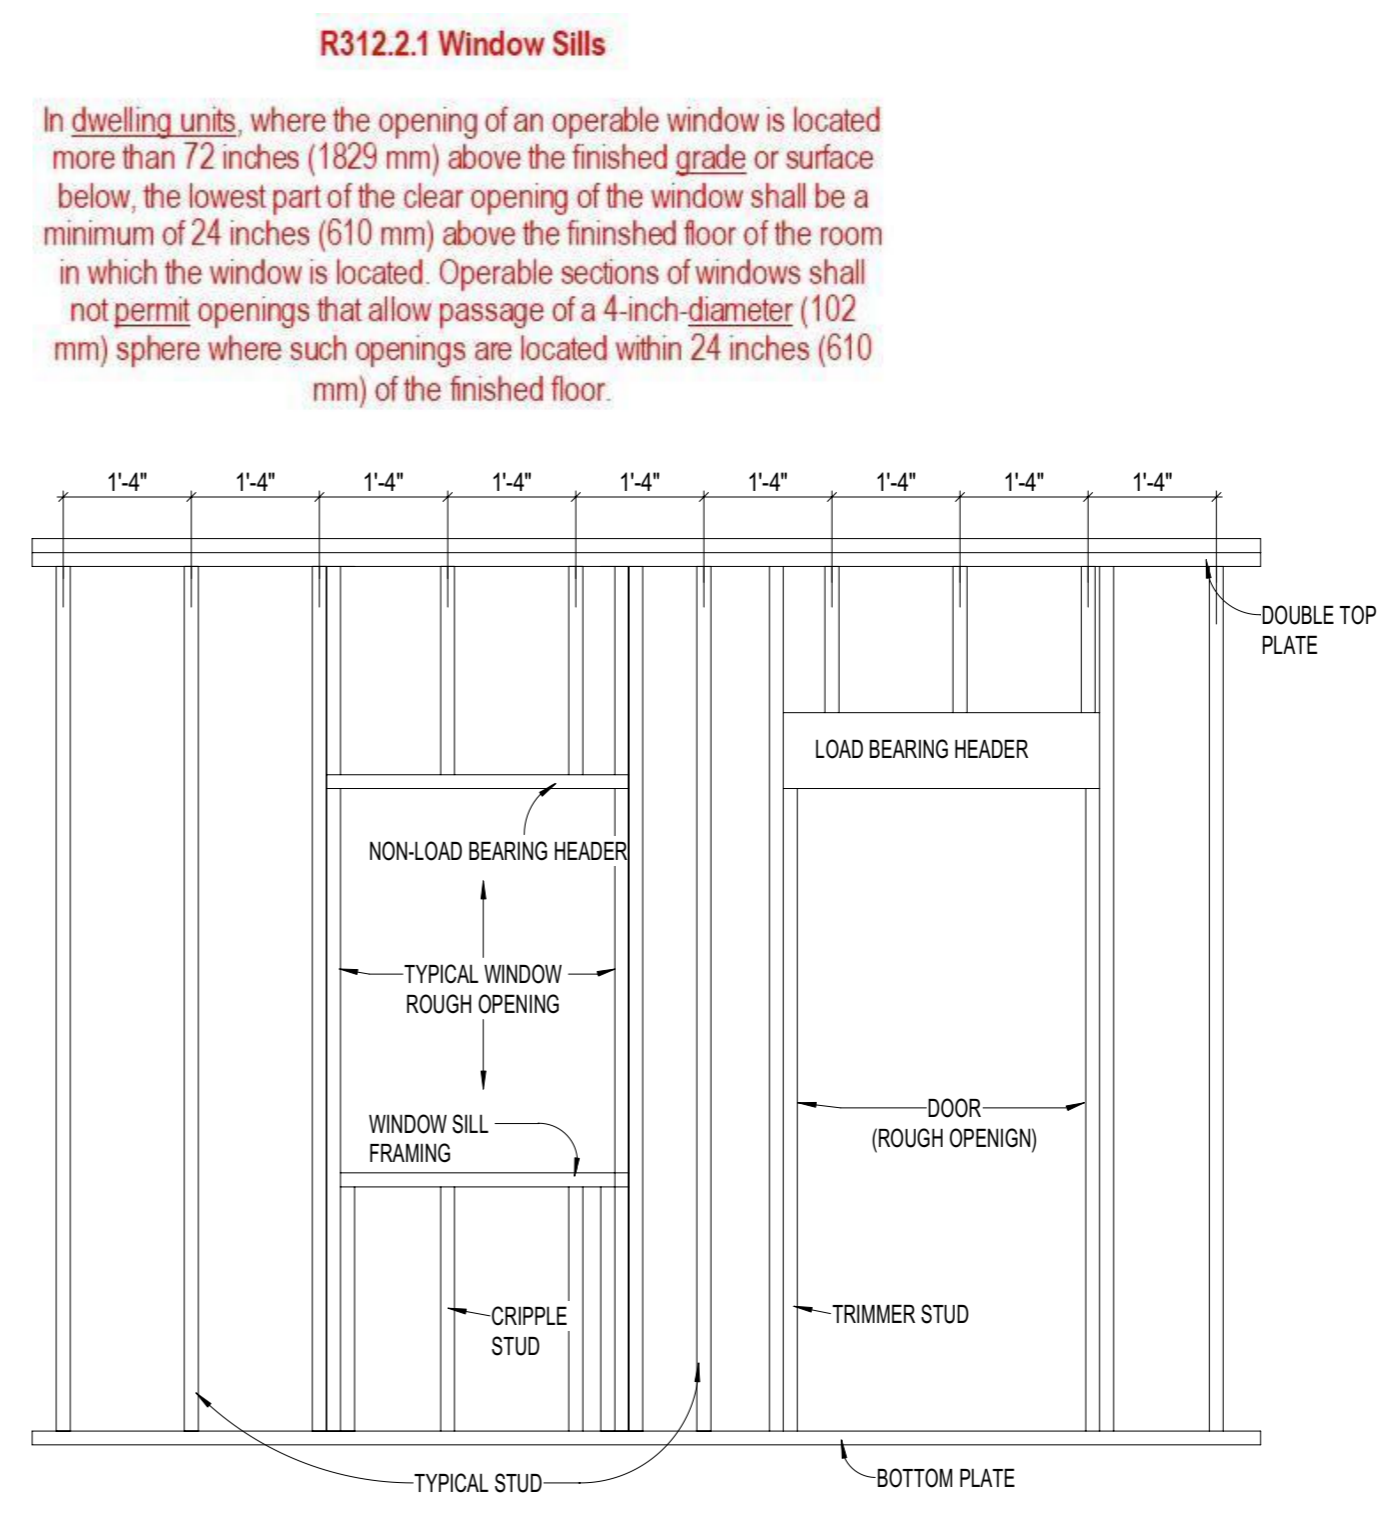 R312.2.1 Window Sills
In dwelling units, where the opening of an operable window is located
more than 72 inches (1829 mm) above the finished grade or surface
below, the lowest part of the clear opening of the window shall be a
minimum of 24 inches (610 mm) above the fininshed floor of the room
in which the window is located. Operable sections of windows shall
not permit openings that allow passage of a 4-inch-diameter (102
mm) sphere where such openings are located within 24 inches (610
mm) of the finished floor.
1'-4" 1'-4" 1'-4" 1'-4" 1'-4" 1'-4" 1'-4" 1'-4" 1'-4"
DOUBLE TOP
PLATE
LOAD BEARING HEADER
NON-LOAD BEARING HEADER
TYPICAL WINDOW
ROUGH OPENING
WINDOW SILL
FRAMING
DOOR
(ROUGH OPENIGN)
CRIPPLE
STUD
TRIMMER STUD
TYPICAL STUD
BOTTOM PLATE